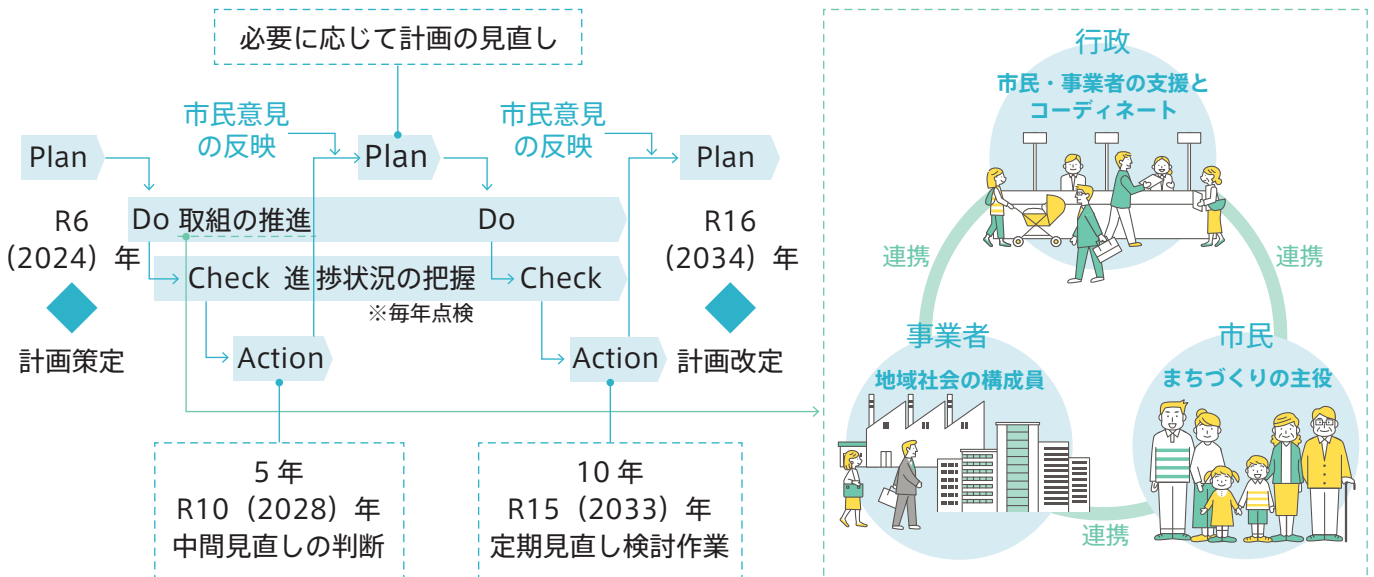 必要に応じて計画の見直し
市民意見
の反映
市民意見
の反映
Plan
Plan
Plan
R6
（2024）年
計画策定
Do 取組の推進
Do
Check 進 捗状況の把握
Check
※毎年点検
Action
Action
R16
（2034）年
計画改定
5 年
R10（2028）年
中間見直しの判断
10 年
R15（2033）年
定期見直し検討作業
行政
市民・事業者の支援と
コーディネート
連携
連携
事業者
地域社会の構成員
市民
まちづくりの主役
連携